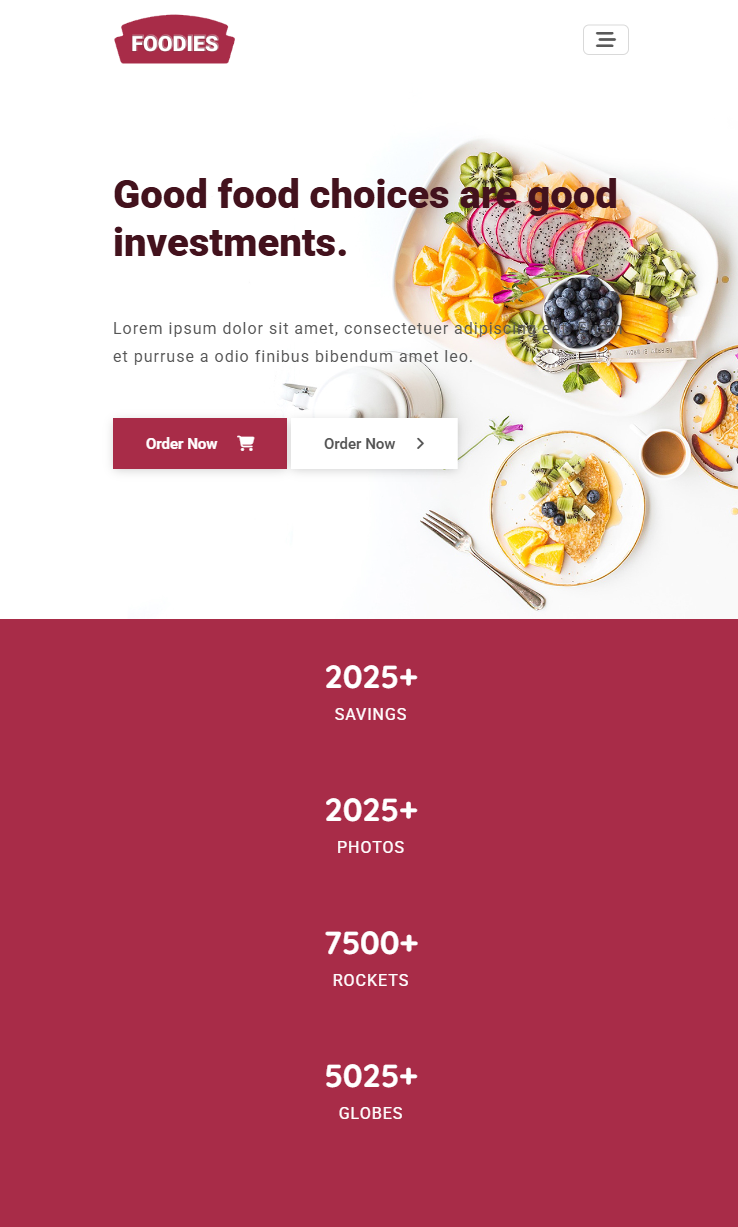 FOODIES
Good food choices are good
investments.
Lorem ipsum dolor sit amet, consectetuer adipiscing
et purruse a odio finibus bibendum amet leo.
Order Now
Order Now
2025+
SAVINGS
2025+
PHOTOS
7500+
ROCKETS
5025+
GLOBES